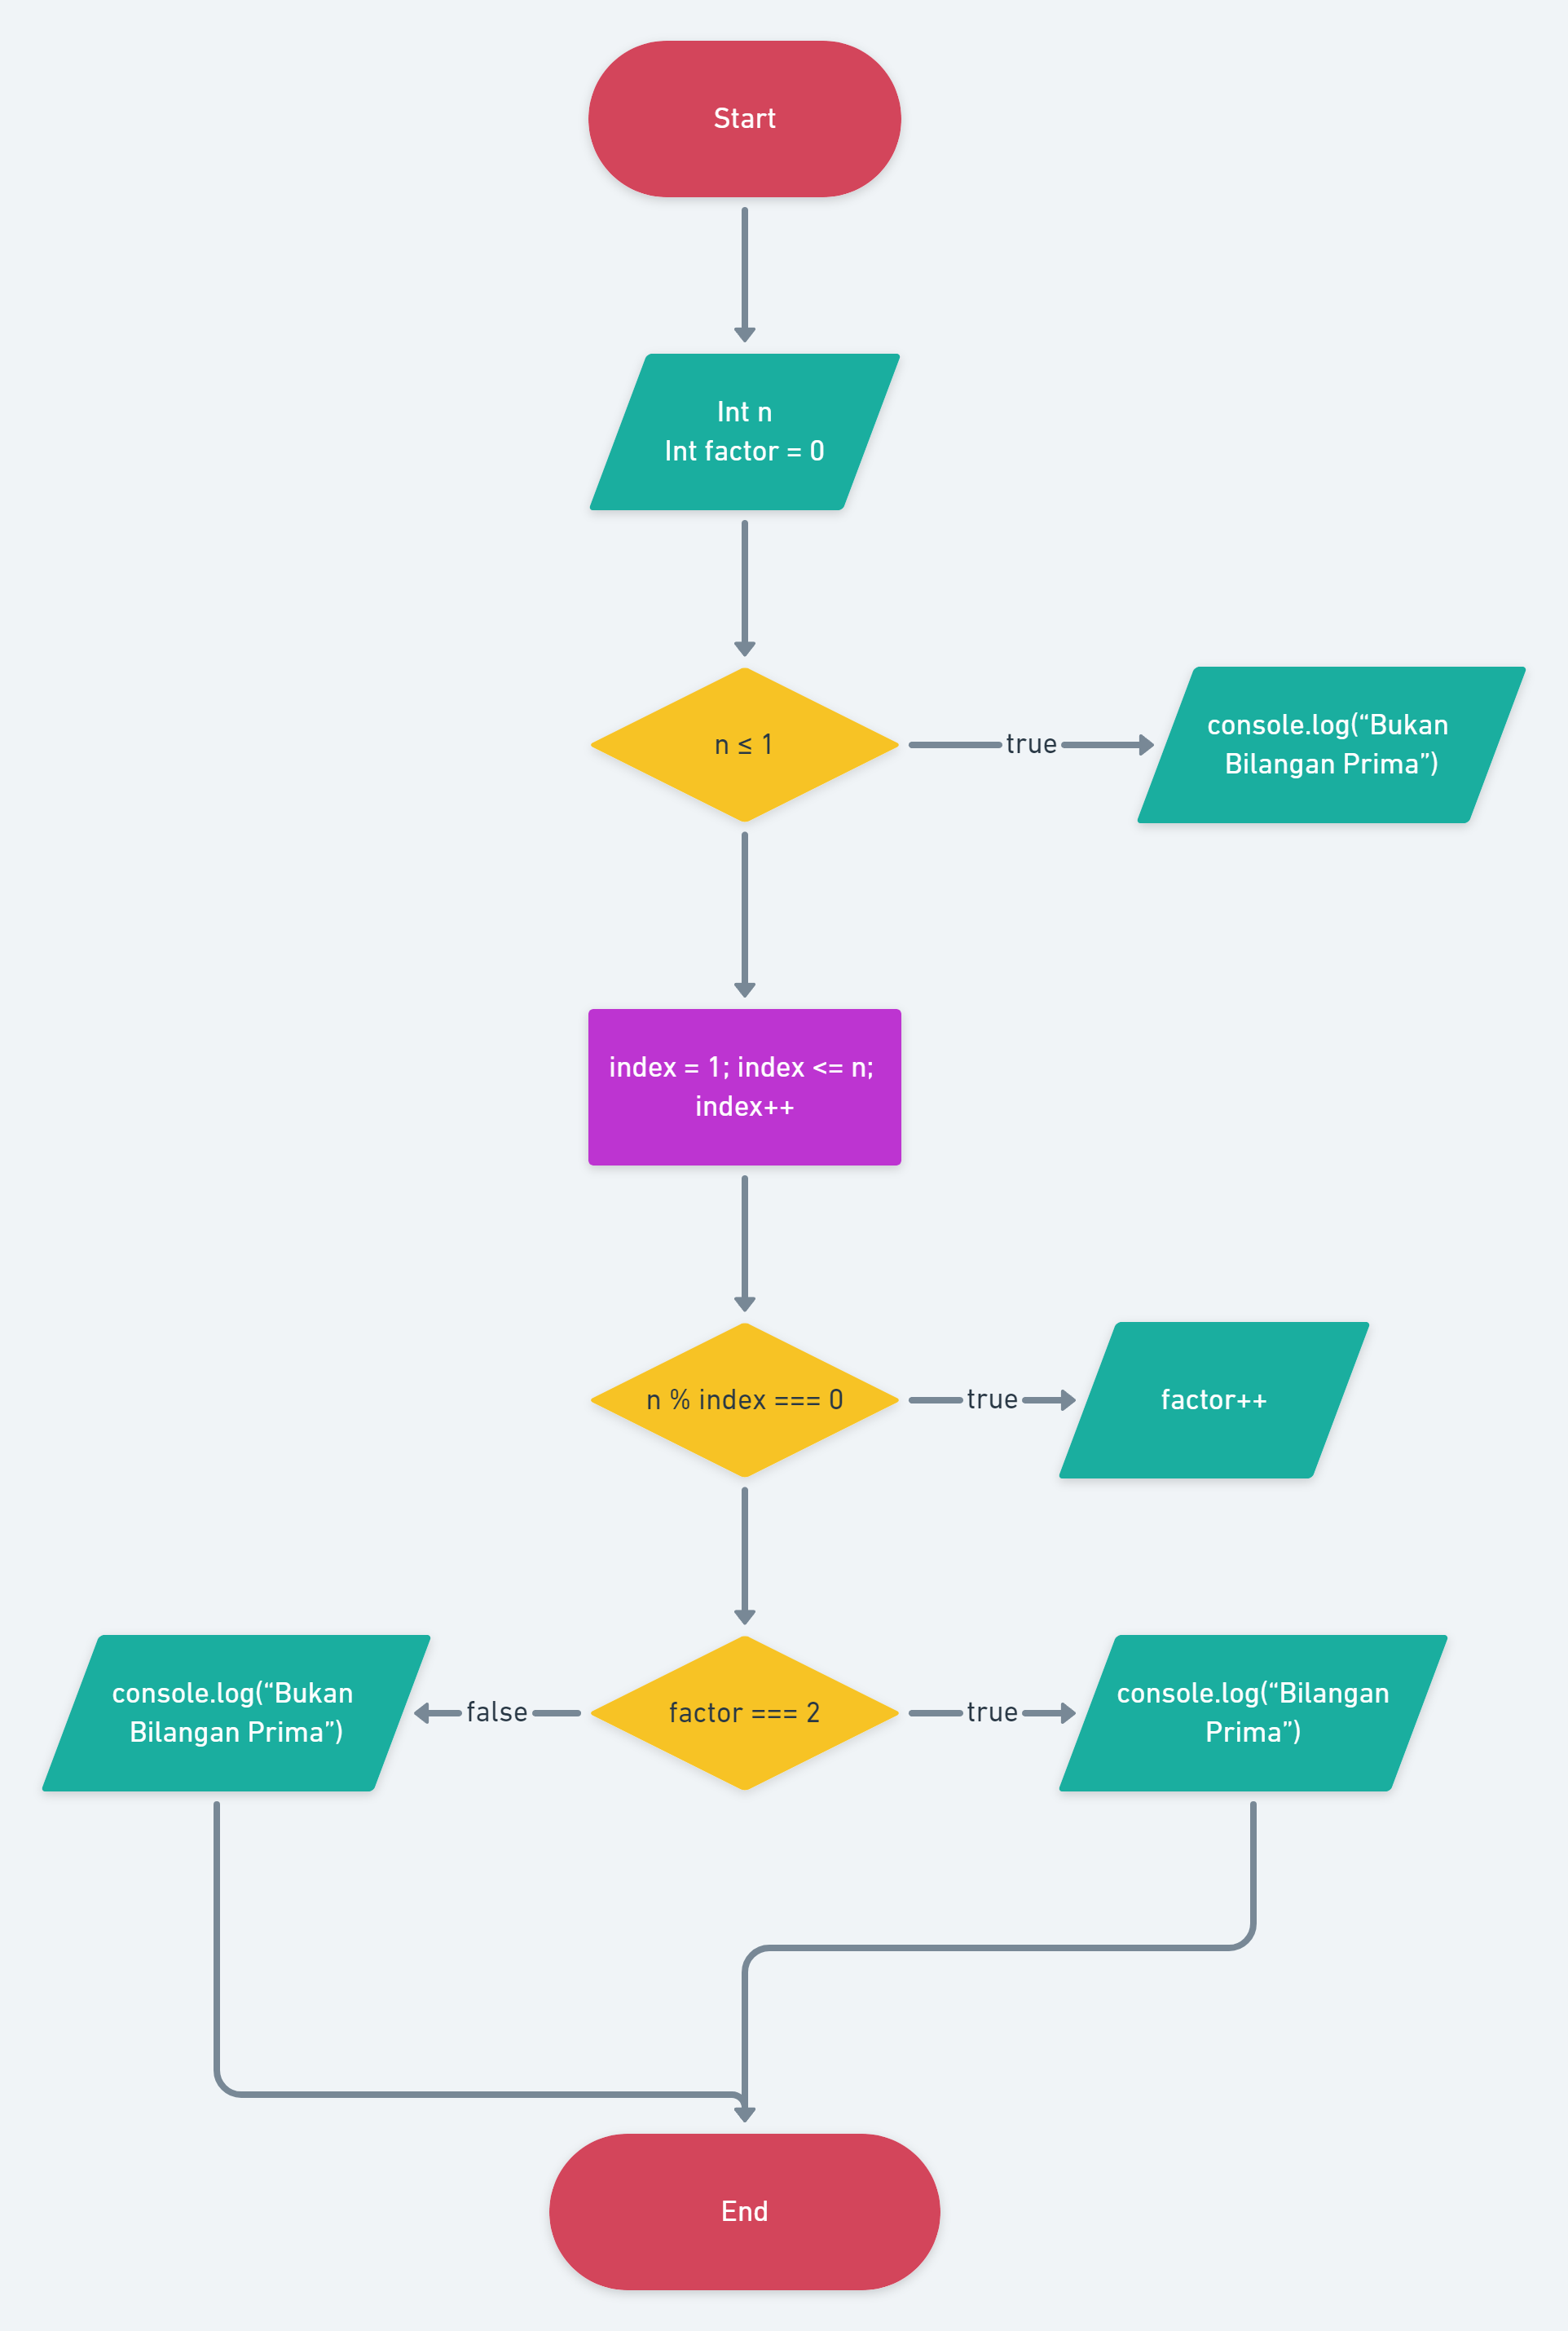 Start
Int n
Int factor = 0
n ≤ 1
true
console.log(“Bukan
Bilangan Prima”)
index = 1; index <= n;
index++
n % index === 0
true
factor++
console.log(“Bukan
Bilangan Prima”)
false
factor === 2
true
console.log(“Bilangan
Prima”)
End